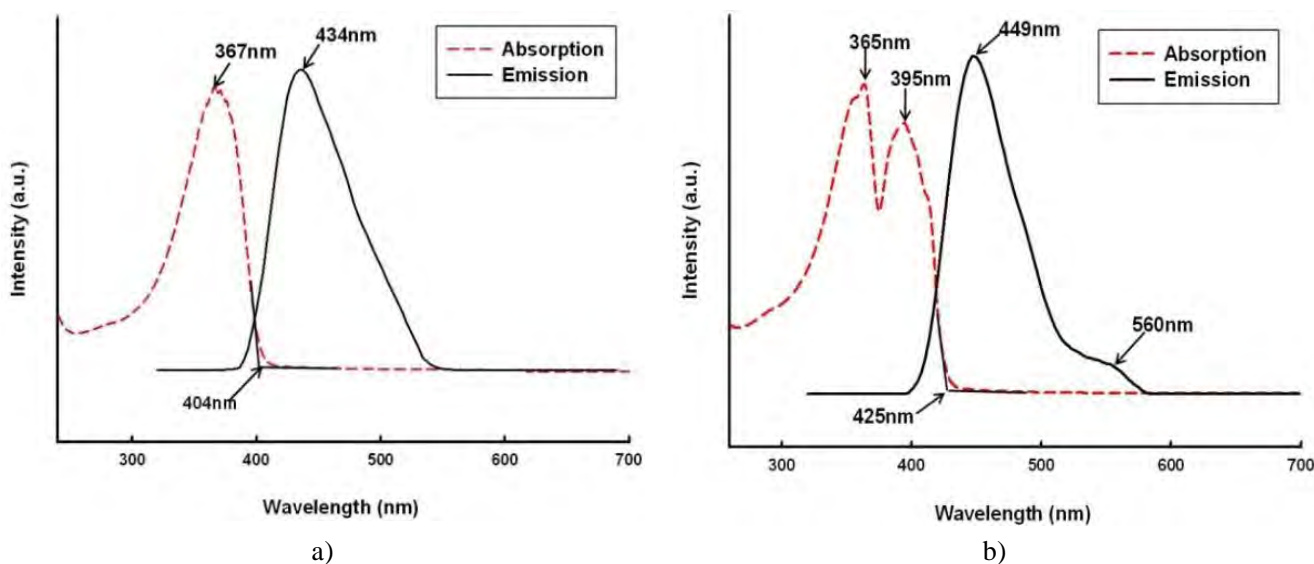 367nm
434nm
Absorption
Emission
404nm
Intensity (a.u.)
300
400
500
600
700
Wavelength (nm)
a)
365nm
395nm
449nm
Absorption
Emission
560nm
425nm
Intensity (a.u.)
300
400
500
600
700
Wavelength (nm)
b)